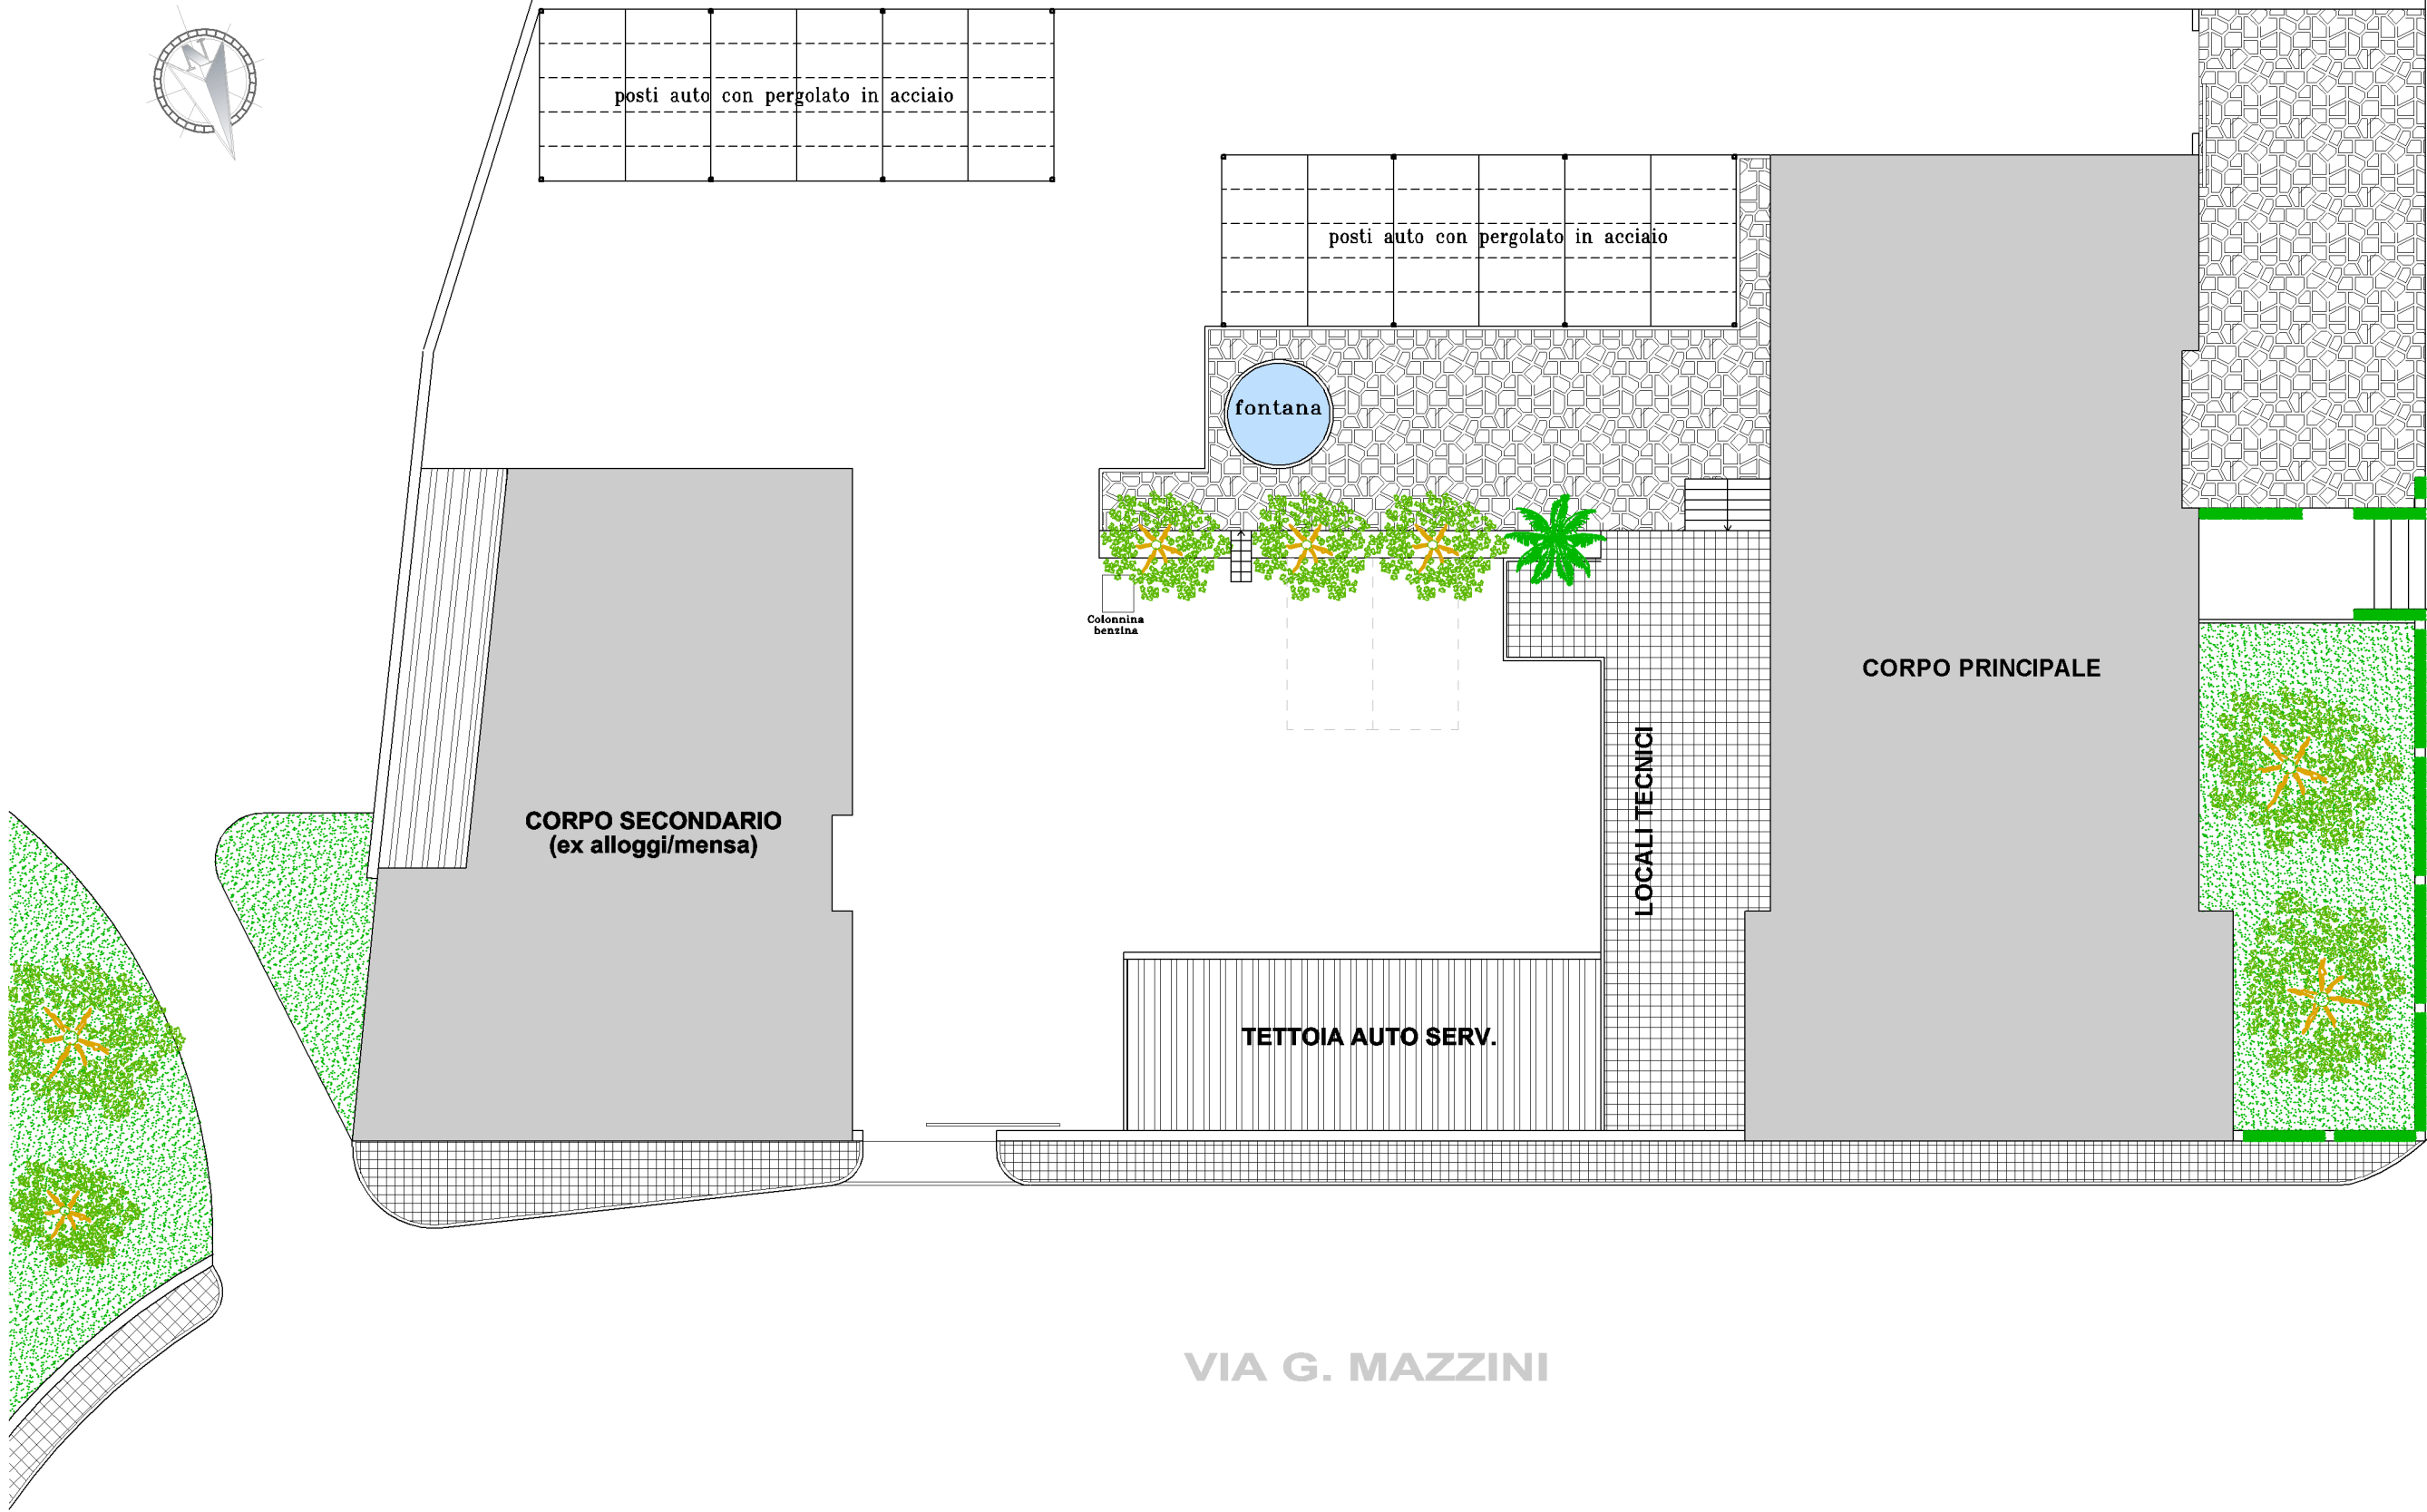 N
posti auto con pergolato in acciaio
posti auto con pergolato in acciaio
fontana
Colonnina
benzina
CORPO PRINCIPALE
LOCALI TECNICI
CORPO SECONDARIO
(ex alloggi/mensa)
TETTOIA AUTO SERV.
VIA G. MAZZINI